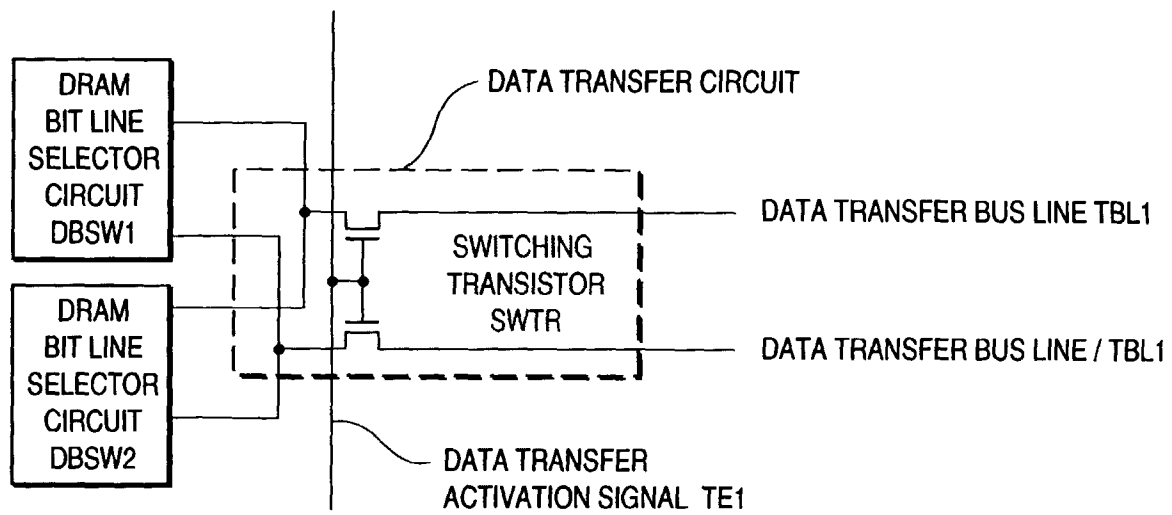 DRAM
BIT LINE
SELECTOR
CIRCUIT
DBSW1
DATA TRANSFER CIRCUIT
DATA TRANSFER BUS LINE TBL1
SWITCHING
TRANSISTOR
SWTR
DRAM
BIT LINE
SELECTOR
CIRCUIT
DBSW2
DATA TRANSFER BUS LINE / TBL1
DATA TRANSFER
ACTIVATION SIGNAL TE1